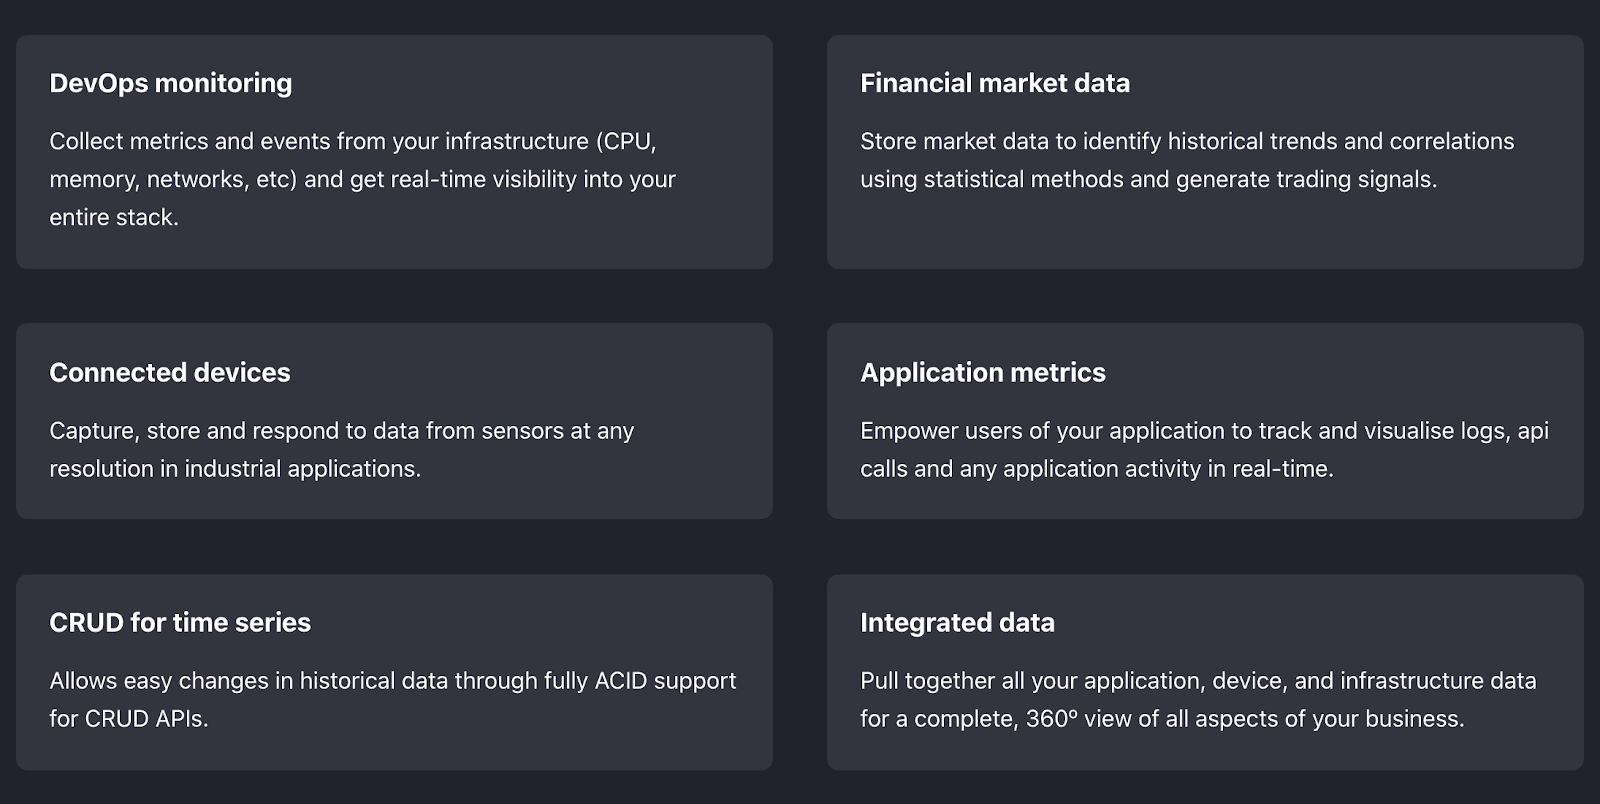 DevOps monitoring
Collect metrics and events from your infrastructure (CPU,
memory, networks, etc) and get real-time visibility into your
entire stack.
Financial market data
Store market data to identify historical trends and correlations
using statistical methods and generate trading signals.
Connected devices
Capture, store and respond to data from sensors at any
resolution in industrial applications.
Application metrics
Empower users of your application to track and visualise logs, api
calls and any application activity in real-time.
CRUD for time series
Allows easy changes in historical data through fully ACID support
for CRUD APIs.
Integrated data
Pull together all your application, device, and infrastructure data
for a complete, 360º view of all aspects of your business.